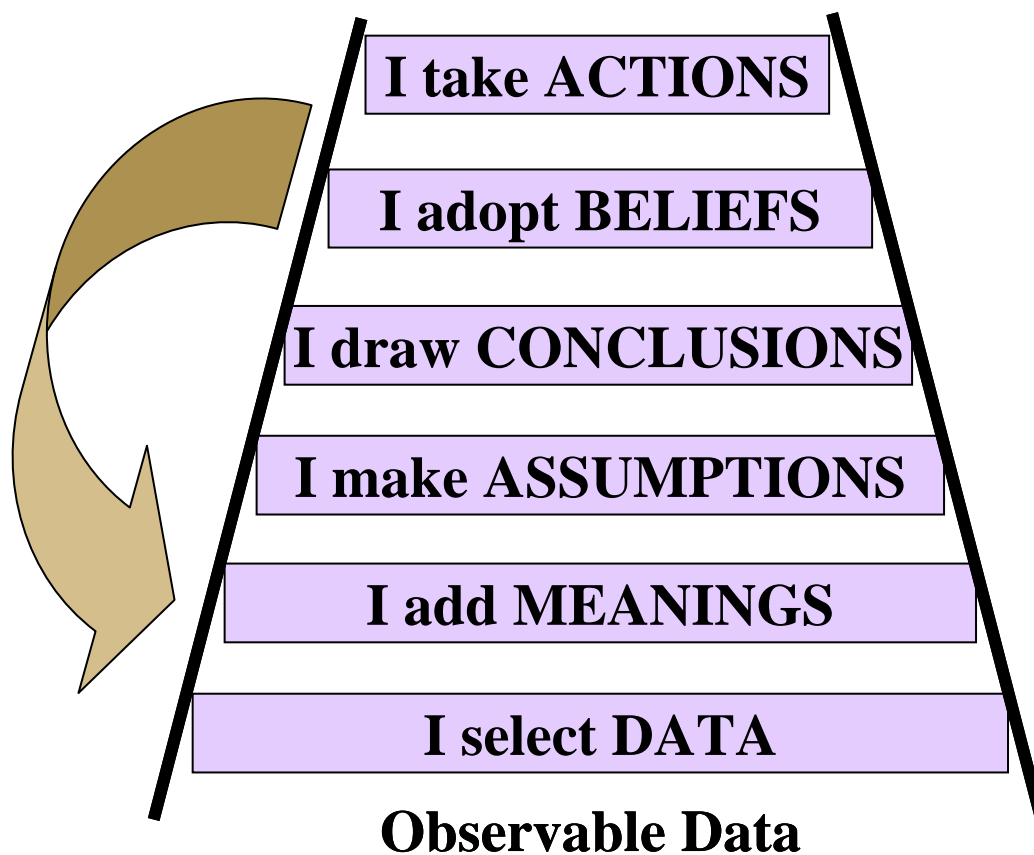 I take ACTIONS
I adopt BELIEFS
I draw CONCLUSIONS
I make ASSUMPTIONS
I add MEANINGS
I select DATA
Observable Data